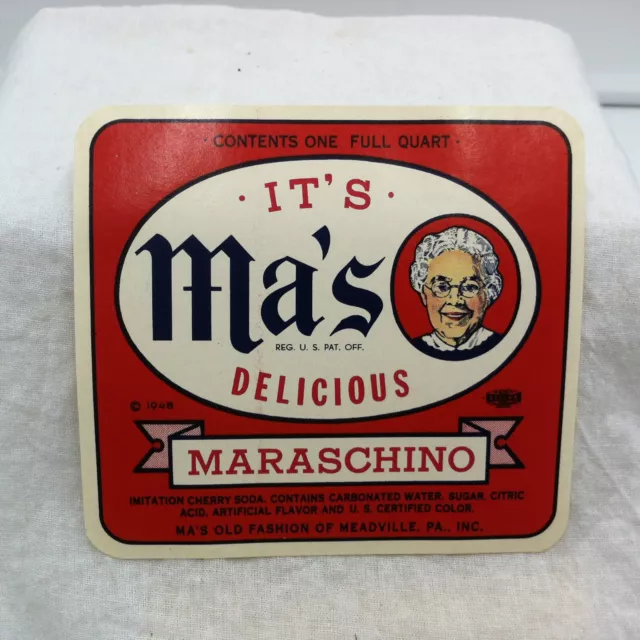 · CONTENTS ONE FULL QUART ·
· IT'S ·
Ma's
REG. U. S. PAT. OFF.
DELICIOUS
© 1948
MARASCHINO
IMITATION CHERRY SODA. CONTAINS CARBONATED WATER, SUGAR, CITRIC
ACID, ARTIFICIAL FLAVOR AND U. S. CERTIFIED COLOR.
MA'S OLD FASHION OF MEADVILLE, PA., INC.